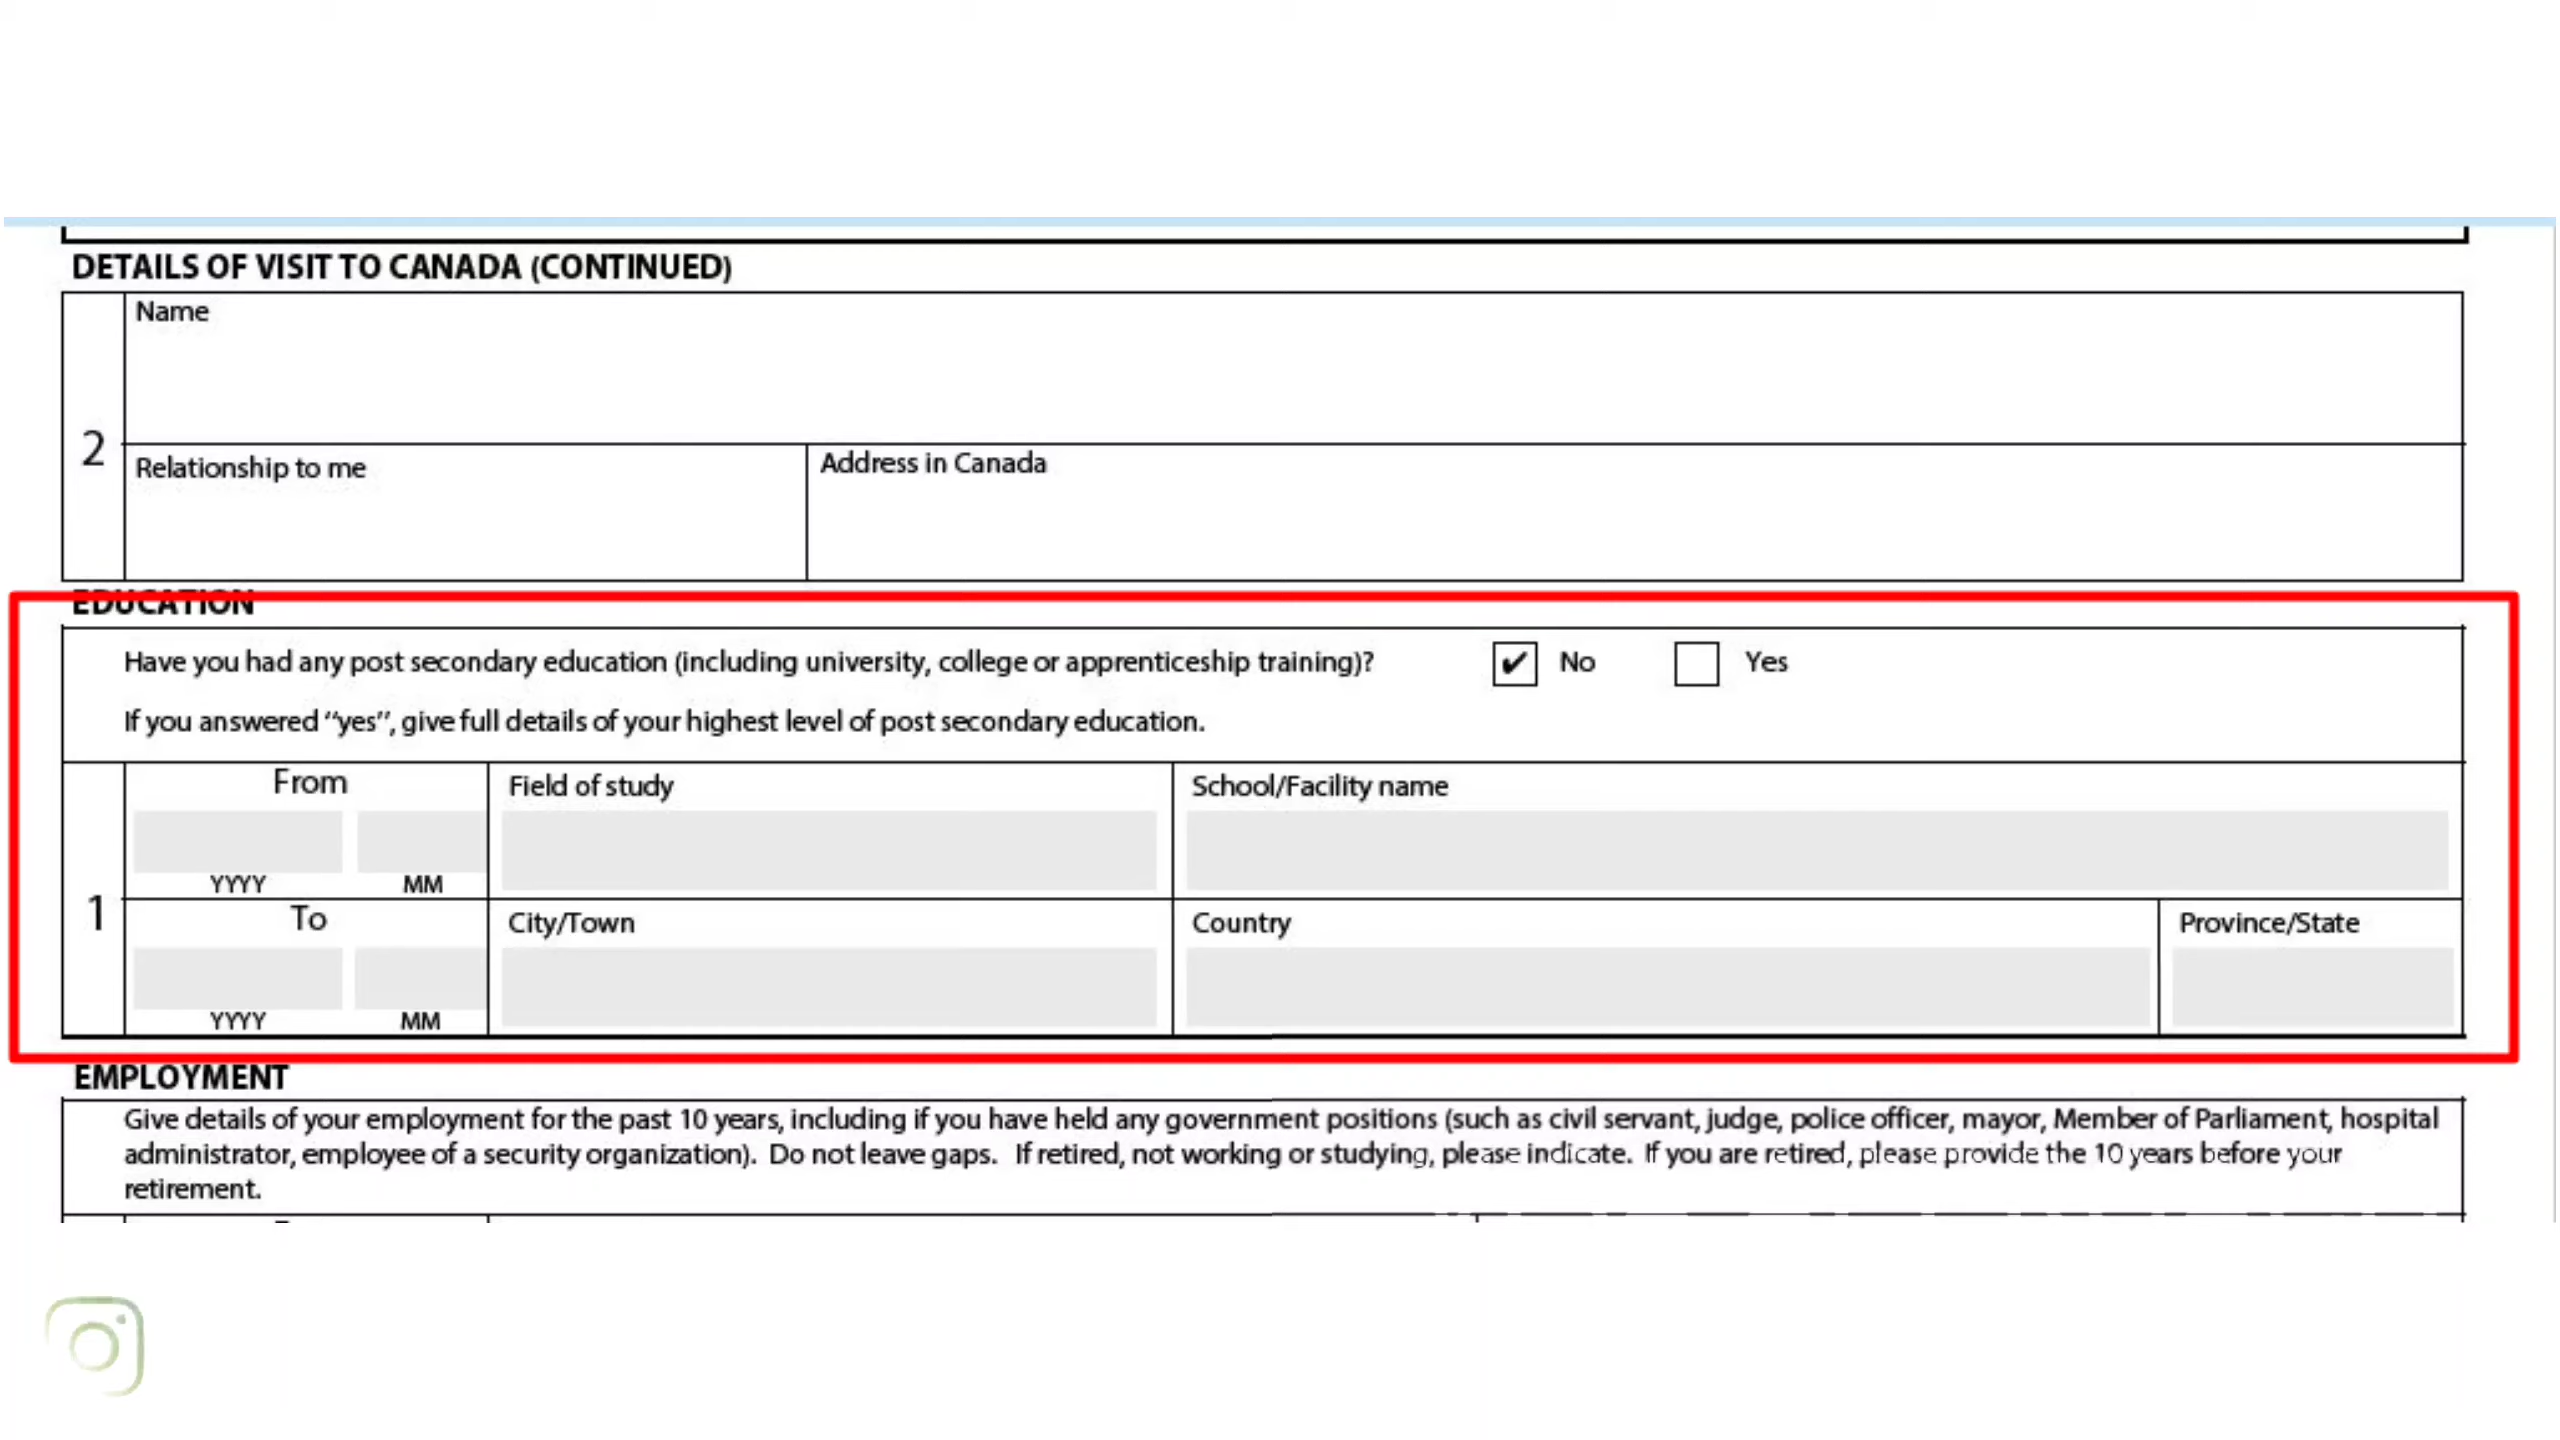 DETAILS OF VISIT TO CANADA (CONTINUED)
Name
2
Relationship to me
Address in Canada
EDUCATION
Have you had any post secondary education (including university, college or apprenticeship training)? ✔ No Yes
If you answered “yes”, give full details of your highest level of post secondary education.
From
Field of study
School/Facility name
YYYY MM
1
To
City/Town
Country
Province/State
YYYY MM
EMPLOYMENT
Give details of your employment for the past 10 years, including if you have held any government positions (such as civil servant, judge, police officer, mayor, Member of Parliament, hospital
administrator, employee of a security organization). Do not leave gaps. If retired, not working or studying, please indicate. If you are retired, please provide the 10 years before your
retirement.